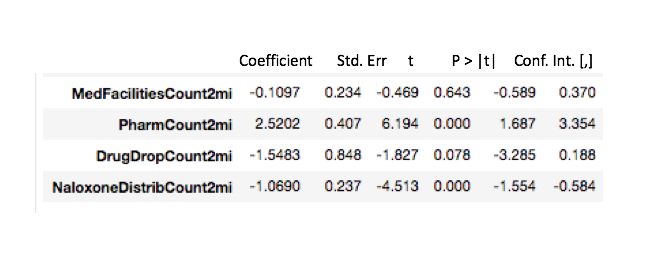 Coefficient Std. Err t P > |t| Conf. Int. [,]
MedFacilitiesCount2mi -0.1097 0.234 -0.469 0.643 -0.589 0.370
PharmCount2mi 2.5202 0.407 6.194 0.000 1.687 3.354
DrugDropCount2mi -1.5483 0.848 -1.827 0.078 -3.285 0.188
NaloxoneDistribCount2mi -1.0690 0.237 -4.513 0.000 -1.554 -0.584